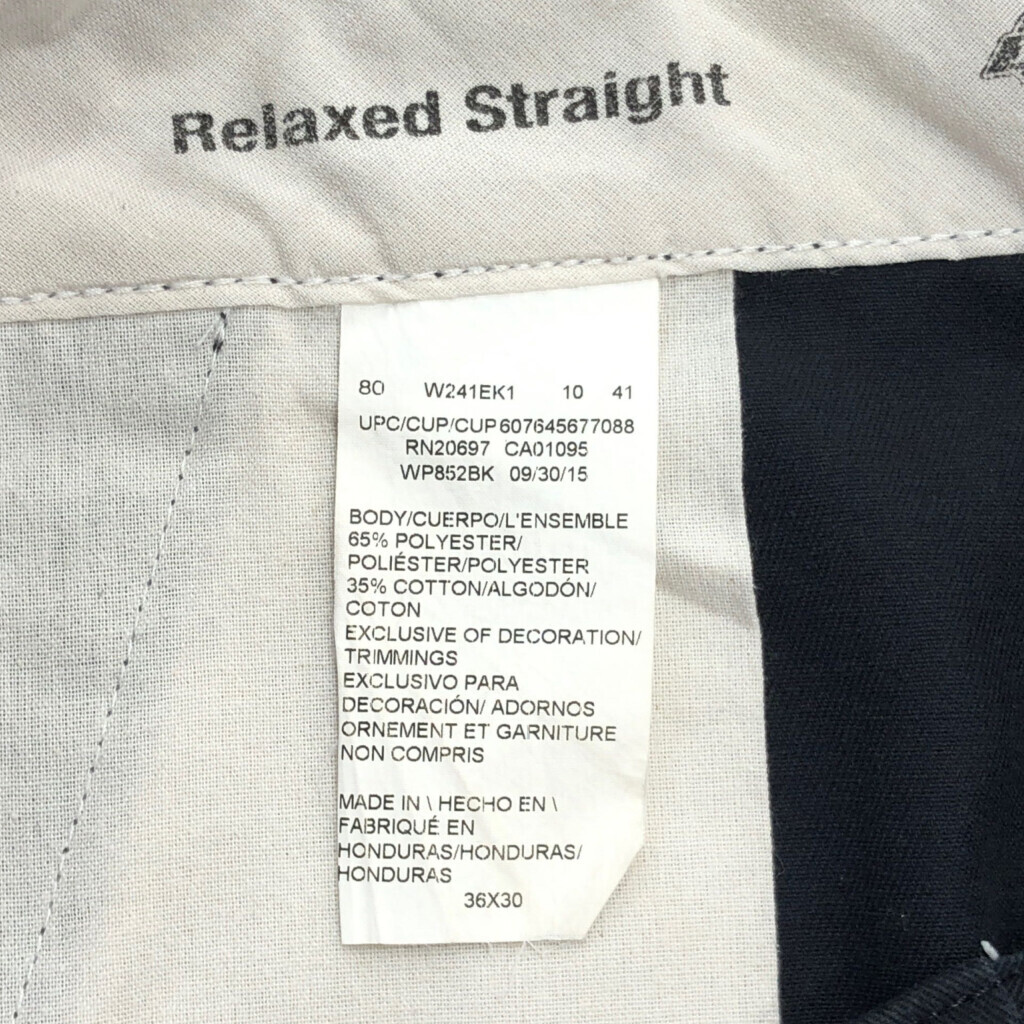 Relaxed Straight
80 W241EK1 10 41
UPC/CUP/CUP607645677088
RN20697 CA01095
WP852BK 09/30/15
BODY/CUERPO/L'ENSEMBLE
65% POLYESTER/
POLIÉSTER/POLYESTER
35% COTTON/ALGODÓN/
COTON
EXCLUSIVE OF DECORATION/
TRIMMINGS
EXCLUSIVO PARA
DECORACIÓN/ ADORNOS
ORNEMENT ET GARNITURE
NON COMPRIS
MADE IN \ HECHO EN \
FABRIQUÉ EN
HONDURAS/HONDURAS/
HONDURAS
36X30